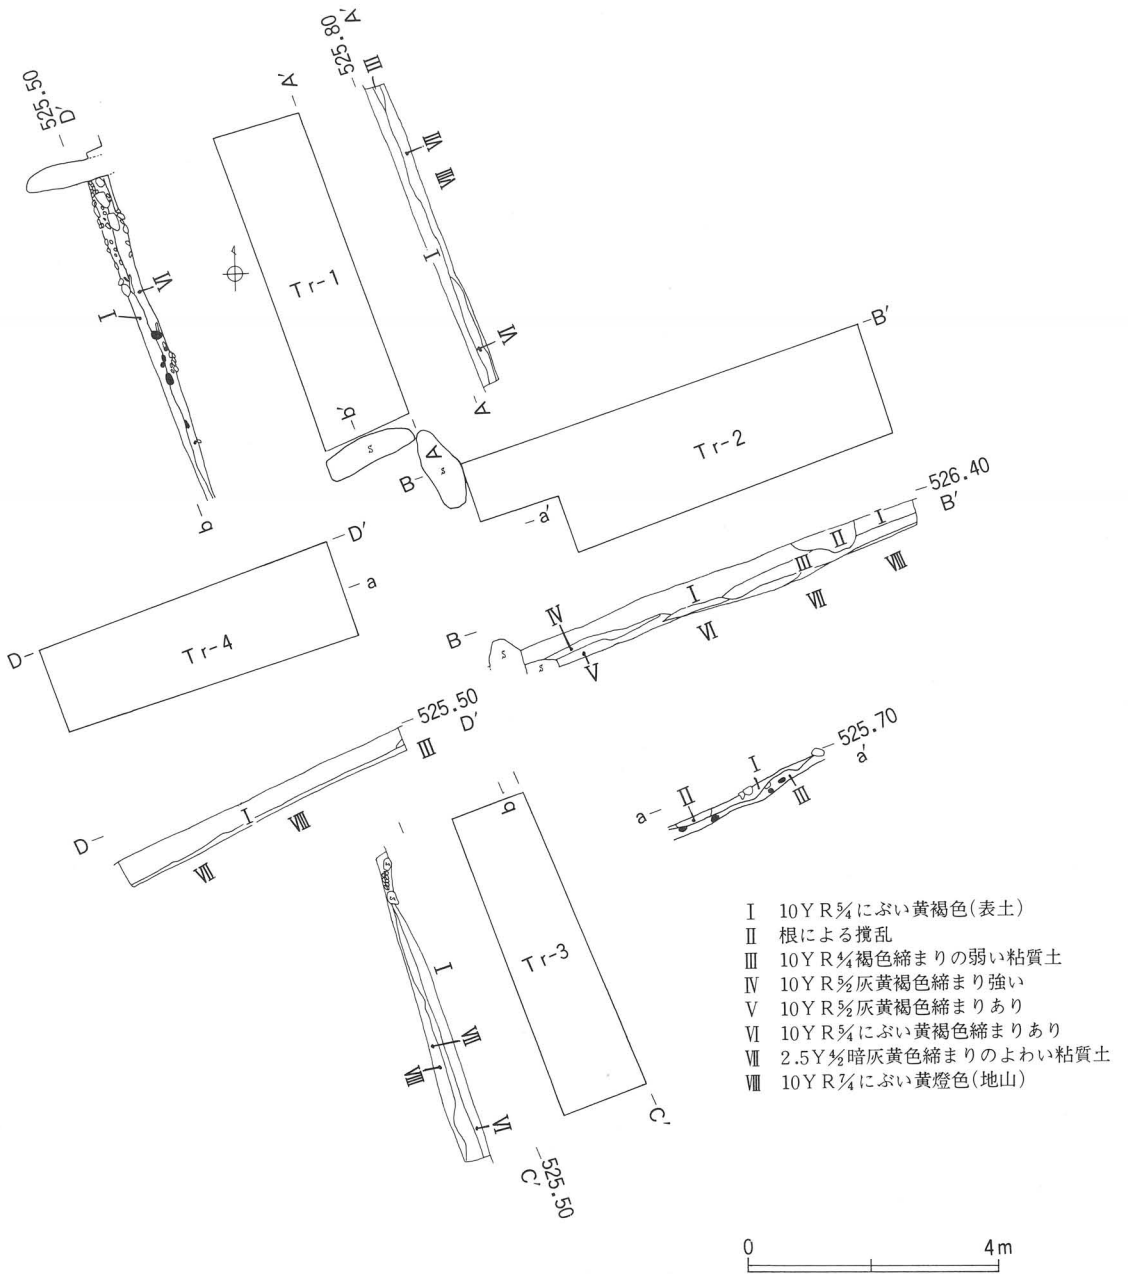 525.80
A′
Ⅲ
525.50
D′
A′
Ⅶ
Ⅷ
Ⅰ
Tr-1
Ⅵ
Ⅰ
Ⅵ
B′
b′
A
s
A
s
B
Tr-2
a′
b
526.40
B′
D′
a
Ⅰ
Ⅱ
Ⅲ
Ⅷ
Ⅶ
Ⅰ
Ⅳ
Ⅵ
B
s
s
Ⅴ
D
Tr-4
525.50
D′
Ⅲ
Ⅰ
Ⅷ
D
Ⅶ
525.70
a′
Ⅰ
Ⅲ
Ⅱ
a
b
Tr-3
Ⅰ
Ⅶ
Ⅷ
Ⅵ
C′
525.50
C′
Ⅰ 10YR5/4にぶい黄褐色(表土)
Ⅱ 根による攪乱
Ⅲ 10YR4/4褐色締まりの弱い粘質土
Ⅳ 10YR5/2灰黄褐色締まり強い
Ⅴ 10YR5/2灰黄褐色締まりあり
Ⅵ 10YR5/4にぶい黄褐色締まりあり
Ⅶ 2.5Y4/2暗灰黄色締まりのよわい粘質土
Ⅷ 10YR7/4にぶい黄燈色(地山)
0 4m